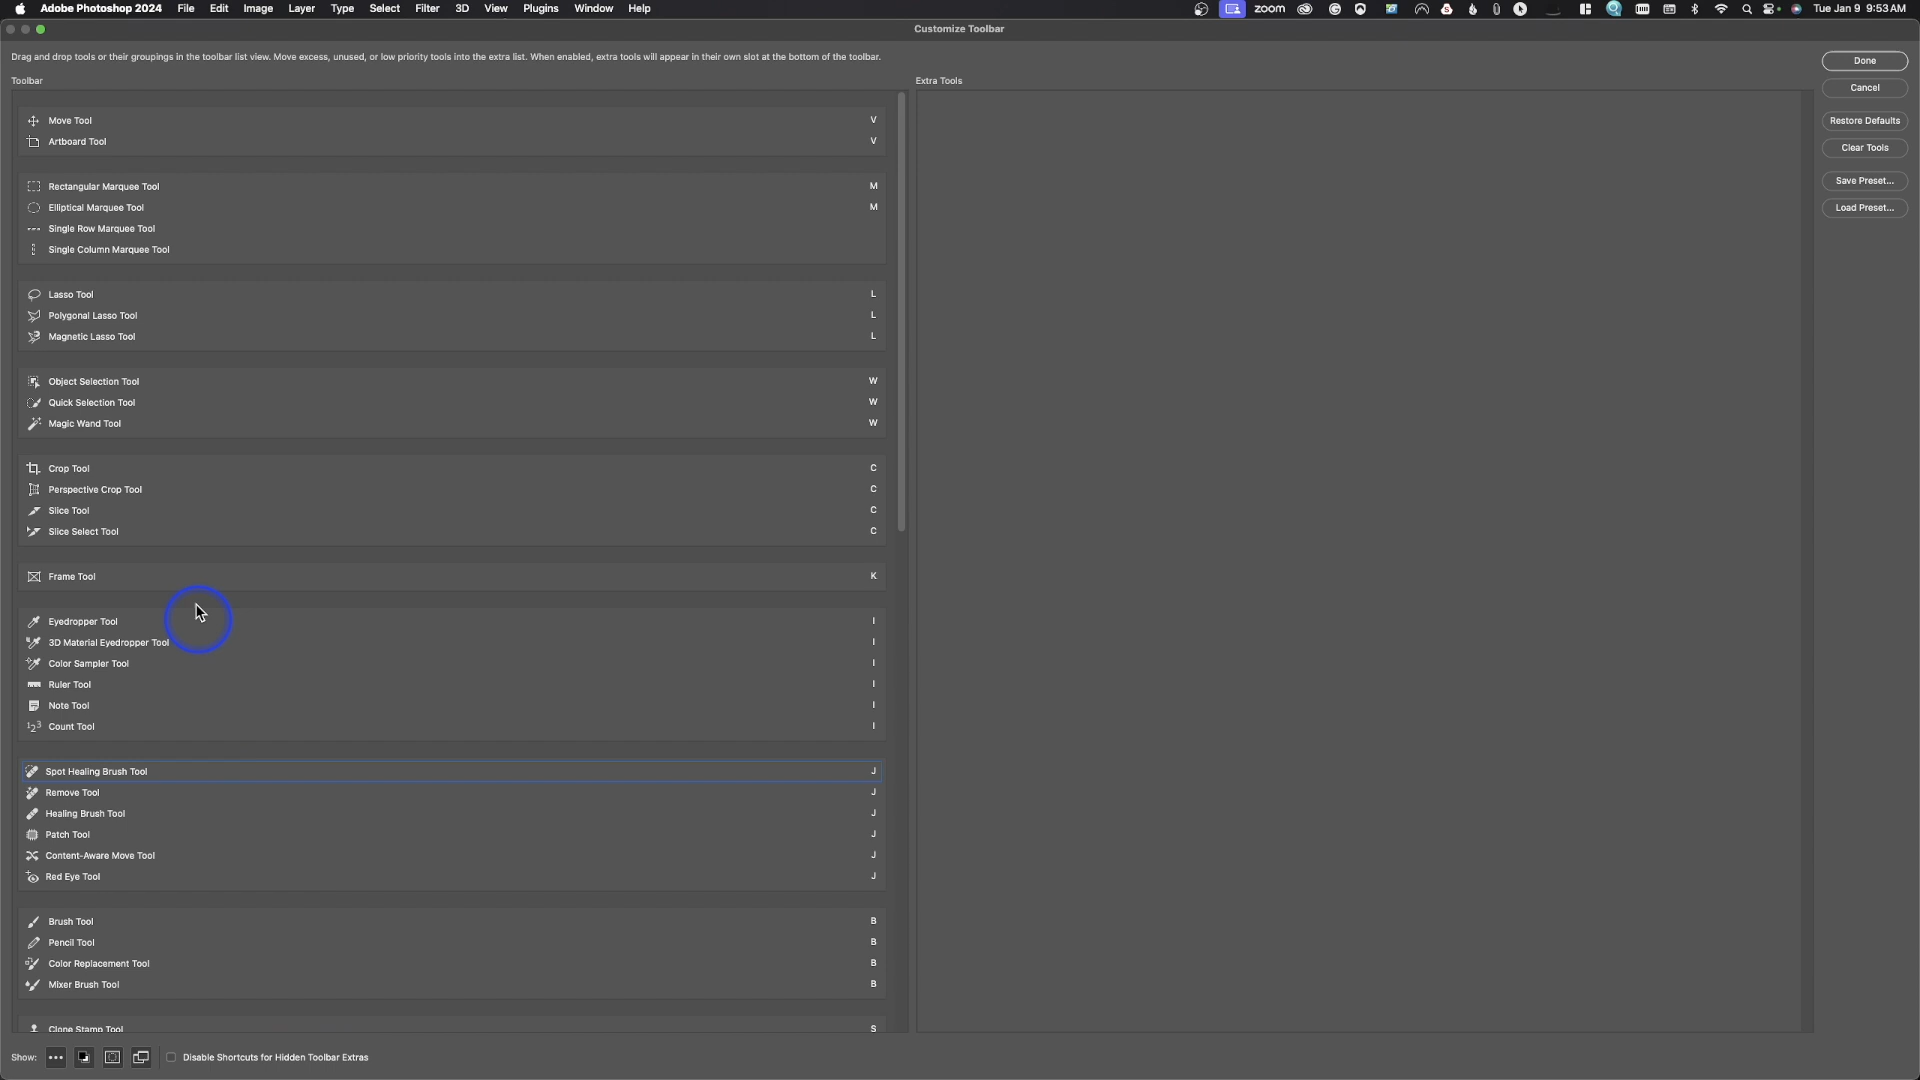 Adobe Photoshop 2024 File Edit Image Layer Type Select Filter 3D View Plugins Window Help zoom Tue Jan 9 9:53AM
Customize Toolbar
Drag and drop tools or their groupings in the toolbar list view. Move excess, unused, or low priority tools into the extra list. When enabled, extra tools will appear in their own slot at the bottom of the toolbar.
Toolbar
Extra Tools
Done
Cancel
Restore Defaults
Clear Tools
Save Preset...
Load Preset...
Move Tool V
Artboard Tool V
Rectangular Marquee Tool M
Elliptical Marquee Tool M
Single Row Marquee Tool
Single Column Marquee Tool
Lasso Tool L
Polygonal Lasso Tool L
Magnetic Lasso Tool L
Object Selection Tool W
Quick Selection Tool W
Magic Wand Tool W
Crop Tool C
Perspective Crop Tool C
Slice Tool C
Slice Select Tool C
Frame Tool K
Eyedropper Tool I
3D Material Eyedropper Tool I
Color Sampler Tool I
Ruler Tool I
Note Tool I
Count Tool I
Spot Healing Brush Tool J
Remove Tool J
Healing Brush Tool J
Patch Tool J
Content-Aware Move Tool J
Red Eye Tool J
Brush Tool B
Pencil Tool B
Color Replacement Tool B
Mixer Brush Tool B
Clone Stamp Tool S
Show: Disable Shortcuts for Hidden Toolbar Extras